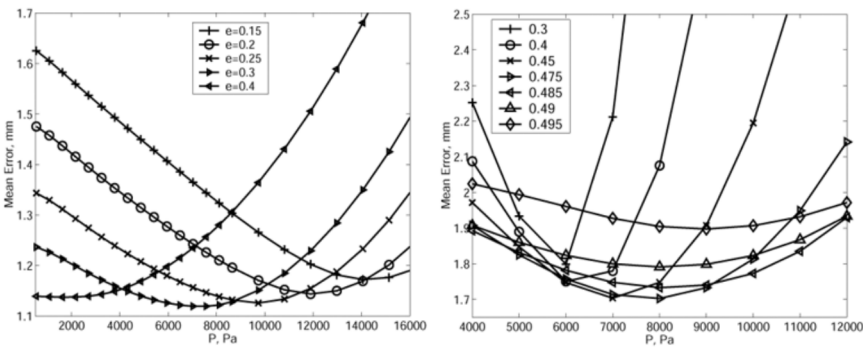 1.7
1.6
1.5
1.4
1.3
1.2
1.1
Mean Error, mm
2000 4000 6000 8000 10000 12000 14000 16000
P, Pa
e=0.15
e=0.2
e=0.25
e=0.3
e=0.4
2.5
2.4
2.3
2.2
2.1
2
1.9
1.8
1.7
Mean Error, mm
4000 5000 6000 7000 8000 9000 10000 11000 12000
P, Pa
0.3
0.4
0.45
0.475
0.485
0.49
0.495